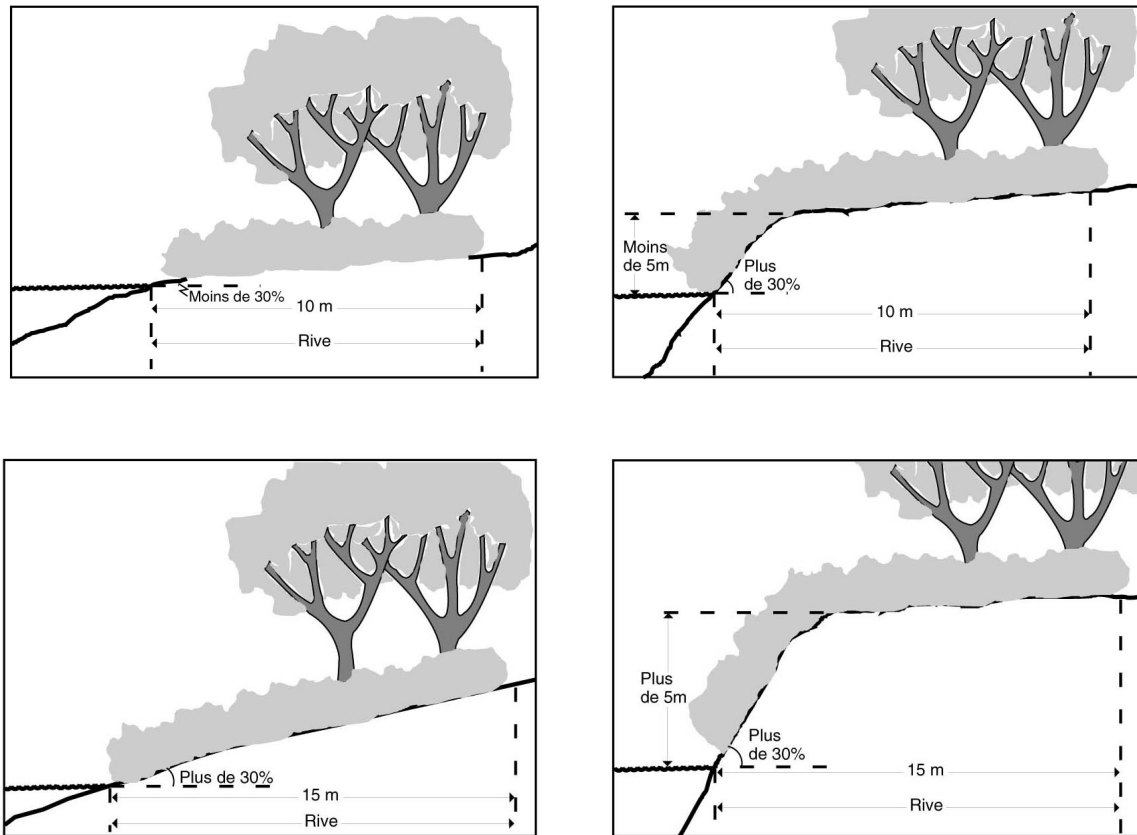 Moins de 30%
10 m
Rive
Moins
de 5m
Plus
de 30%
10 m
Rive
Plus de 30%
15 m
Rive
Plus
de 5m
Plus
de 30%
15 m
Rive